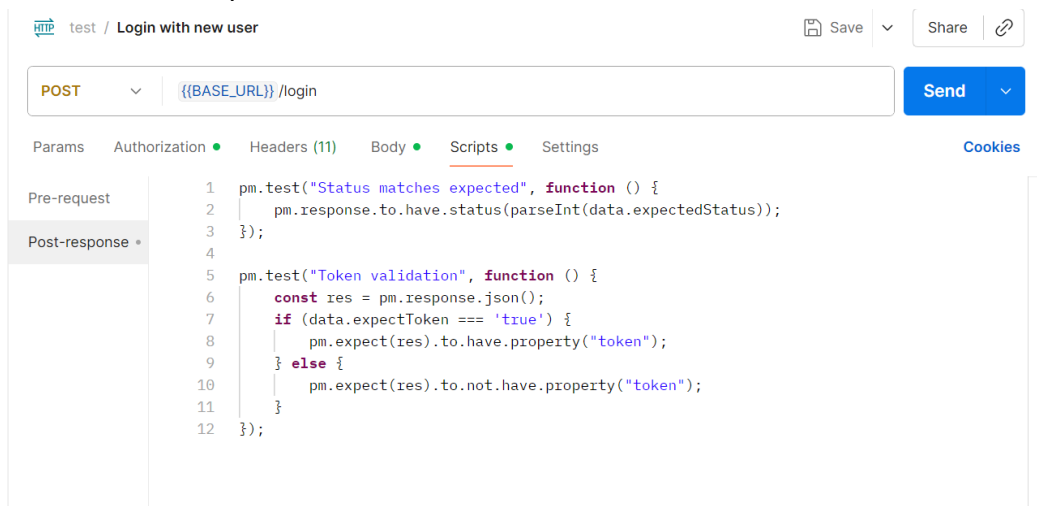 HTTP test / Login with new user Save Share
POST {{BASE_URL}} /login Send
Params Authorization Headers (11) Body Scripts Settings Cookies
Pre-request
Post-response
1 pm.test("Status matches expected", function () {
2 pm.response.to.have.status(parseInt(data.expectedStatus));
3 });
4
5 pm.test("Token validation", function () {
6 const res = pm.response.json();
7 if (data.expectToken === 'true') {
8 pm.expect(res).to.have.property("token");
9 } else {
10 pm.expect(res).to.not.have.property("token");
11 }
12 });